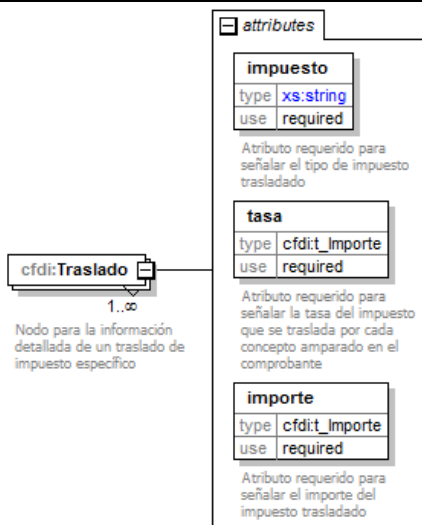 attributes
impuesto
type xs:string
use required
Atributo requerido para
señalar el tipo de impuesto
trasladado
tasa
type cfdi:t_Importe
use required
Atributo requerido para
señalar la tasa del impuesto
que se traslada por cada
concepto amparado en el
comprobante
cfdi:Traslado
1..∞
Nodo para la información
detallada de un traslado de
impuesto específico
importe
type cfdi:t_Importe
use required
Atributo requerido para
señalar el importe del
impuesto trasladado